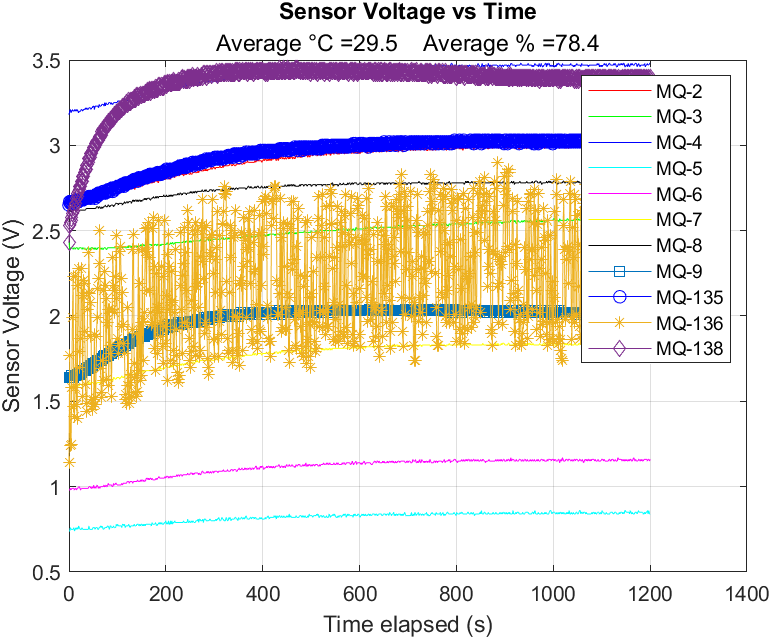 Sensor Voltage vs Time
Average °C =29.5 Average % =78.4
Sensor Voltage (V)
3.5
3
2.5
2
1.5
1
0.5
0
200
400
600
800
1000
1200
1400
Time elapsed (s)
MQ-2
MQ-3
MQ-4
MQ-5
MQ-6
MQ-7
MQ-8
MQ-9
MQ-135
MQ-136
MQ-138